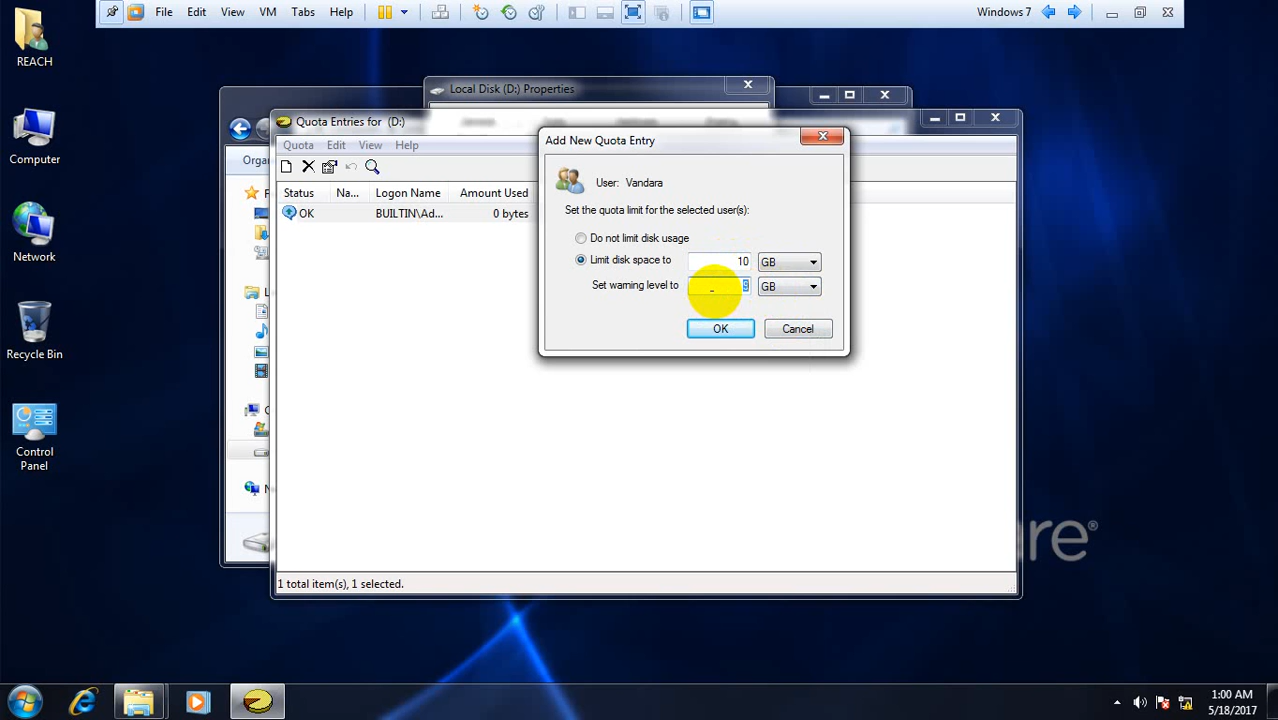 File Edit View VM Tabs Help
Windows 7
REACH
Computer
Network
Recycle Bin
Control
Panel
Local Disk (D:) Properties
Quota Entries for (D:)
Quota Edit View Help
Status Na... Logon Name Amount Used
OK BUILTIN\Ad... 0 bytes
Add New Quota Entry
User: Vandara
Set the quota limit for the selected user(s):
Do not limit disk usage
Limit disk space to 10 GB
Set warning level to GB
OK Cancel
1 total item(s), 1 selected.
1:00 AM
5/18/2017